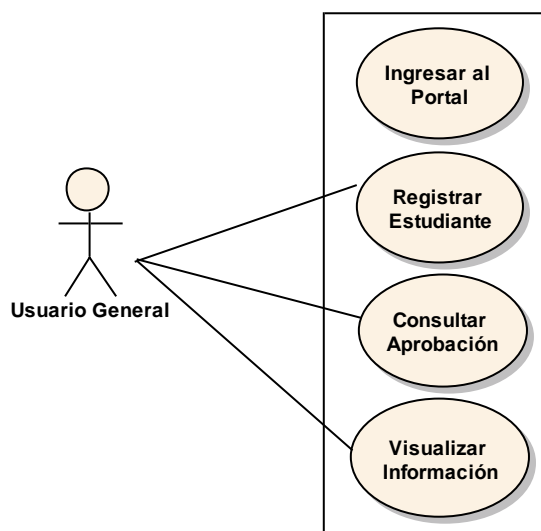 Ingresar al
Portal
Registrar
Estudiante
Usuario General
Consultar
Aprobación
Visualizar
Información